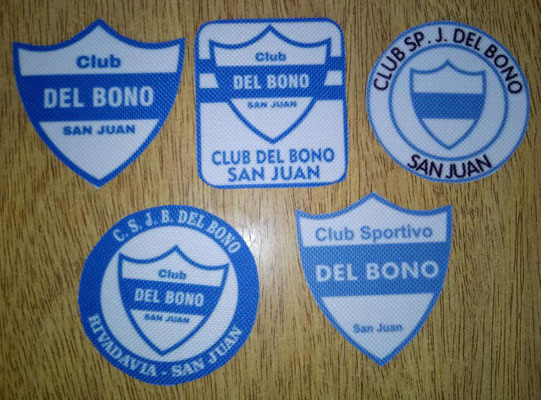 Club
DEL BONO
SAN JUAN
DEL BONO
SAN JUAN
CLUB DEL BONO
SAN JUAN
CLUB SP. J. DEL BONO
SAN JUAN
C. S. J. B. DEL BONO
Club
DEL BONO
SAN JUAN
RIVADAVIA - SAN JUAN
Club Sportivo
DEL BONO
San Juan